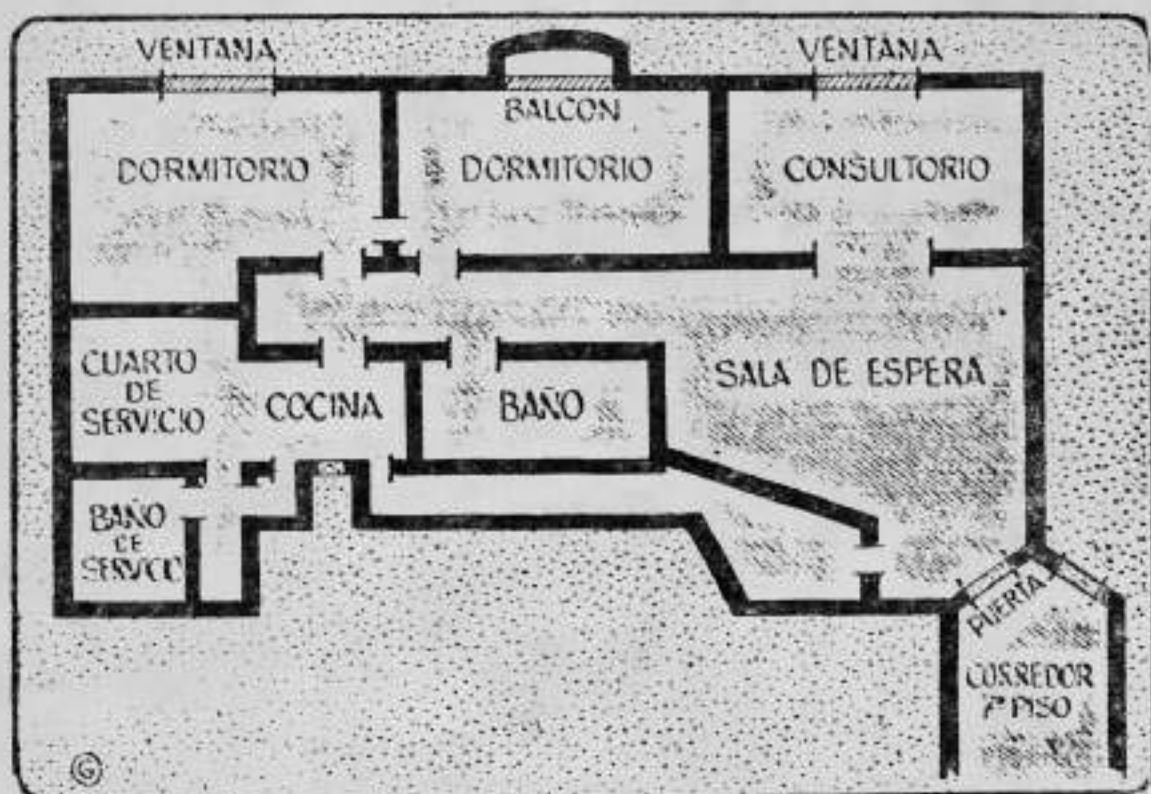 VENTANA
VENTANA
BALCON
DORMITORIO
DORMITORIO
CONSULTORIO
CUARTO
DE
SERVICIO
COCINA
BAÑO
SALA DE ESPERA
BAÑO
DE
SERVICIO
PUERTA
CORREDOR
7º PISO
G